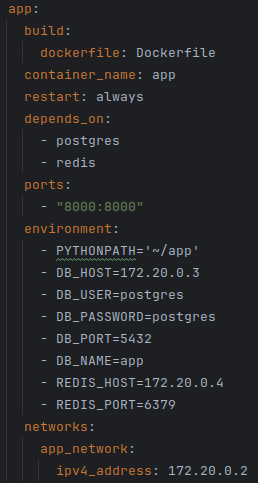 app:
  build:
    dockerfile: Dockerfile
  container_name: app
  restart: always
  depends_on:
    - postgres
    - redis
  ports:
    - "8000:8000"
  environment:
    - PYTHONPATH='~/app'
    - DB_HOST=172.20.0.3
    - DB_USER=postgres
    - DB_PASSWORD=postgres
    - DB_PORT=5432
    - DB_NAME=app
    - REDIS_HOST=172.20.0.4
    - REDIS_PORT=6379
  networks:
    app_network:
      ipv4_address: 172.20.0.2